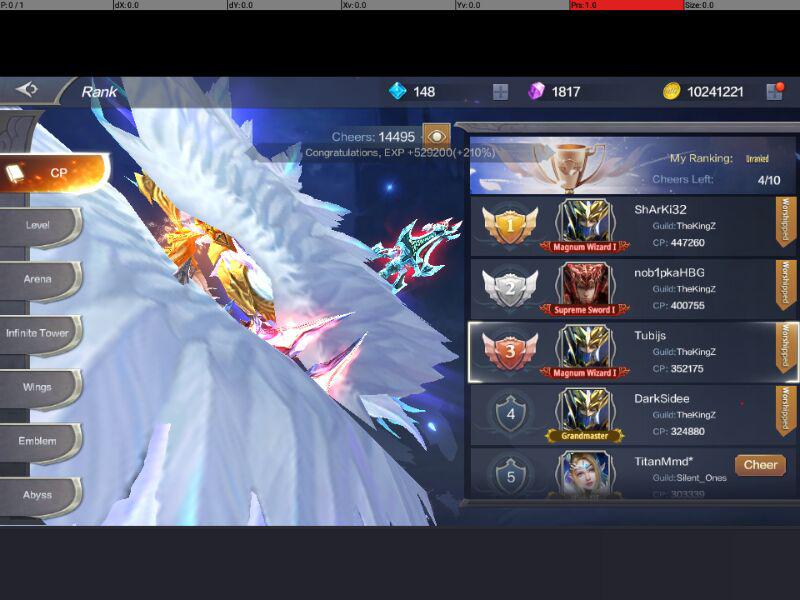 P: 0 / 1
dX: 0.0
dY: 0.0
Xv: 0.0
Yv: 0.0
Prs: 1.0
Size: 0.0
Rank
148
1817
10241221
Cheers: 14495
Congratulations, EXP +529200(+210%)
CP
Level
Arena
Infinite Tower
Wings
Emblem
Abyss
My Ranking: Unranked
Cheers Left: 4/10
1
Magnum Wizard I
ShArKi32
Guild:TheKingZ
CP: 447260
Worshipped
2
Supreme Sword I
nob1pkaHBG
Guild:TheKingZ
CP: 400755
Worshipped
3
Magnum Wizard I
Tubijs
Guild:TheKingZ
CP: 352175
Worshipped
4
Grandmaster
DarkSidee
Guild:TheKingZ
CP: 324880
Worshipped
5
TitanMmd*
Guild:Silent_Ones
CP: 303339
Cheer